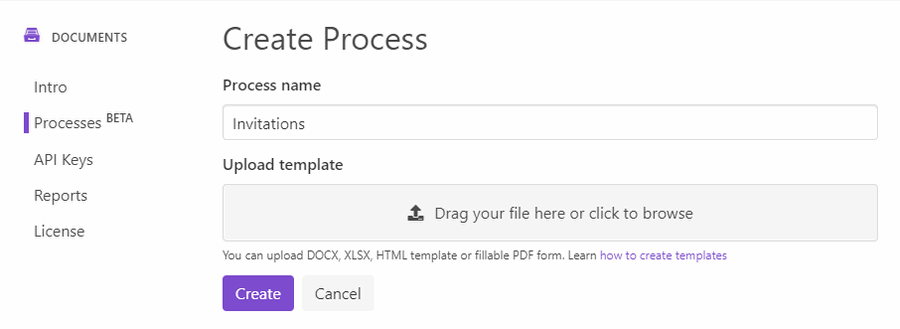 DOCUMENTS
Intro
Processes BETA
API Keys
Reports
License
Create Process
Process name
Invitations
Upload template
Drag your file here or click to browse
You can upload DOCX, XLSX, HTML template or fillable PDF form. Learn how to create templates
Create Cancel